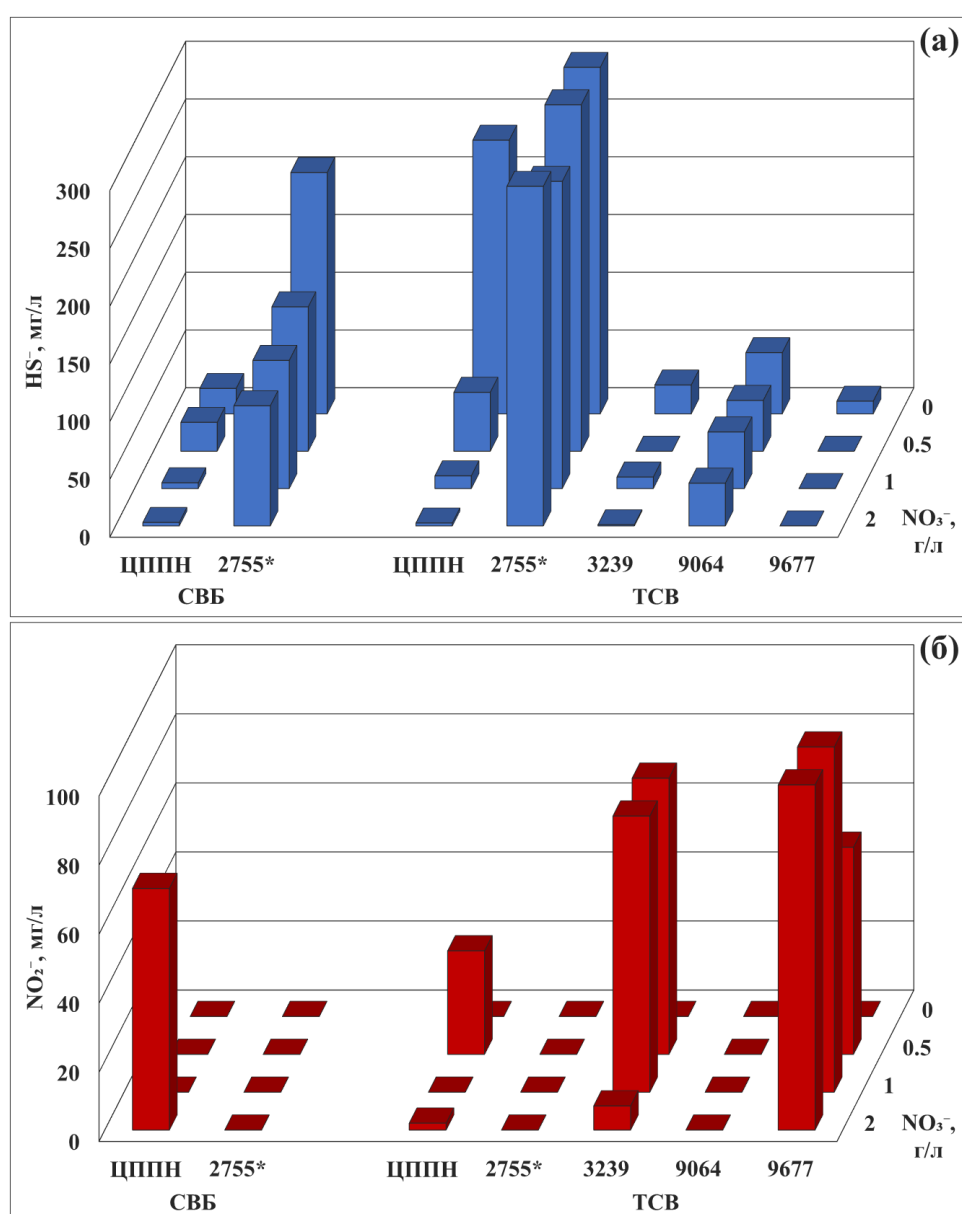 (а)
300
250
200
150
100
50
0
HS⁻, мг/л
0
0.5
1
2
NO₃⁻,
г/л
ЦППН 2755* ЦППН 2755* 3239 9064 9677
СВБ ТСВ
(б)
100
80
60
40
20
0
NO₂⁻, мг/л
0
0.5
1
2
NO₃⁻,
г/л
ЦППН 2755* ЦППН 2755* 3239 9064 9677
СВБ ТСВ